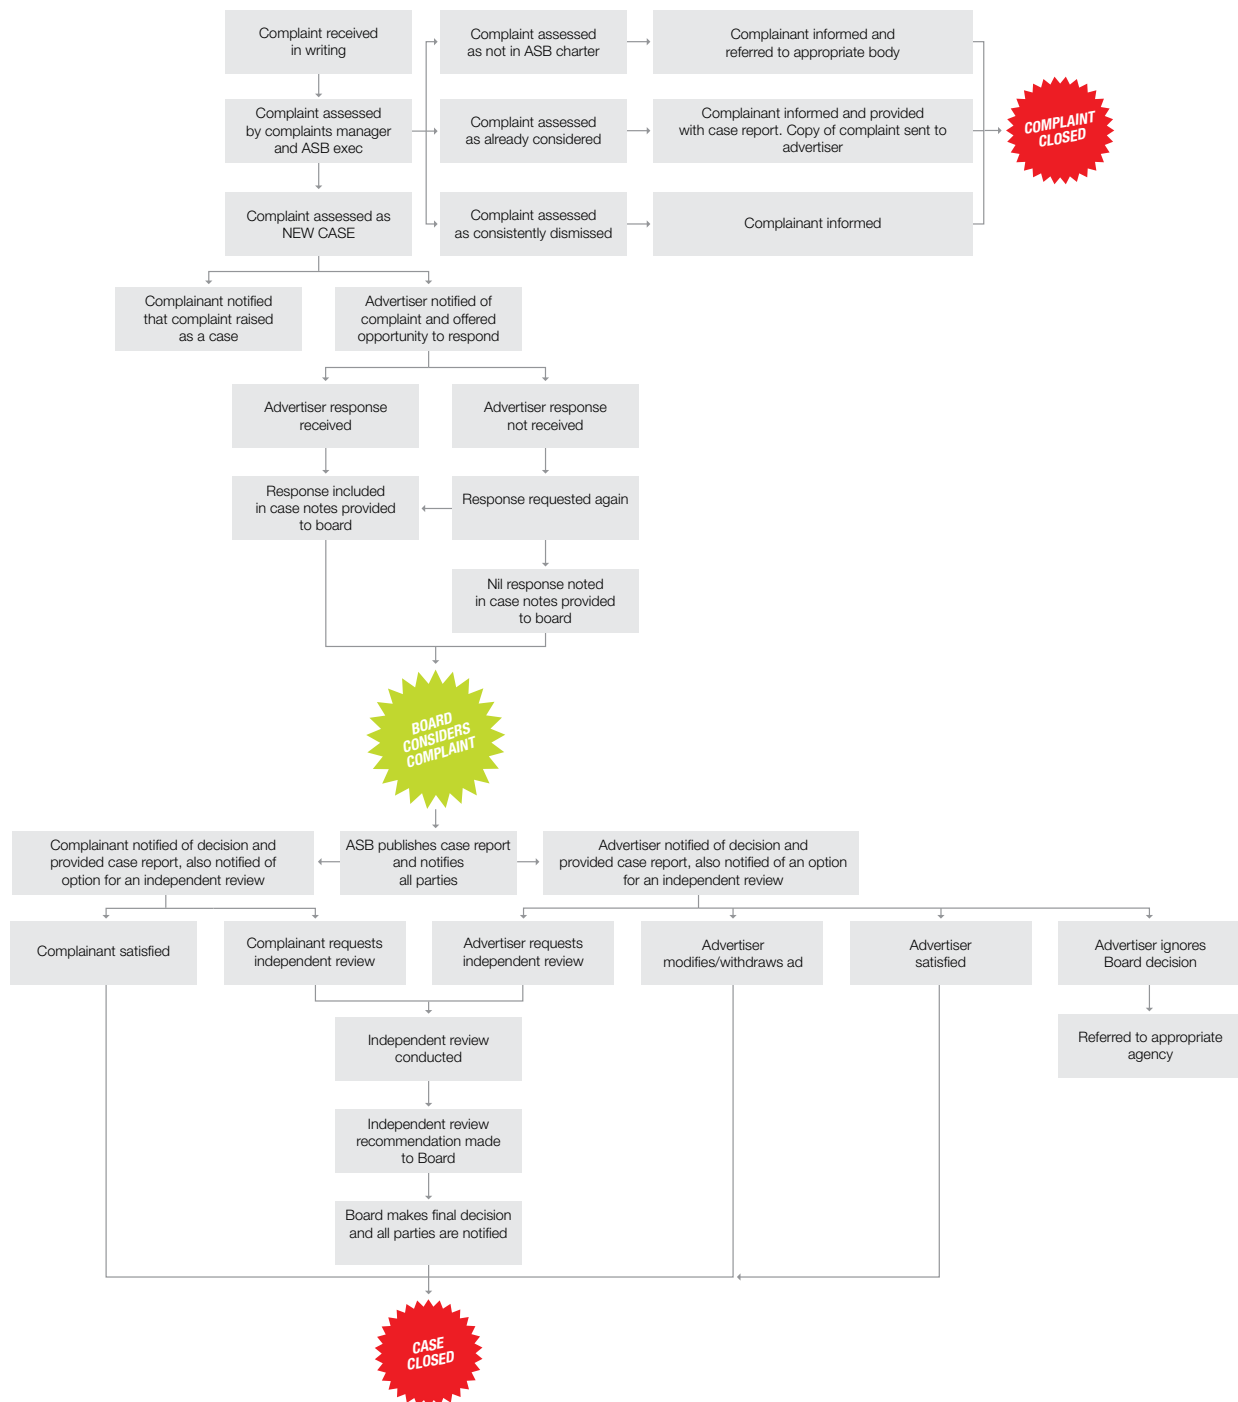 Complaint received
in writing
Complaint assessed
as not in ASB charter
Complainant informed and
referred to appropriate body
Complaint assessed
by complaints manager
and ASB exec
Complaint assessed
as already considered
Complainant informed and provided
with case report. Copy of complaint sent to
advertiser
COMPLAINT
CLOSED
Complaint assessed as
NEW CASE
Complaint assessed
as consistently dismissed
Complainant informed
Complainant notified
that complaint raised
as a case
Advertiser notified of
complaint and offered
opportunity to respond
Advertiser response
received
Advertiser response
not received
Response included
in case notes provided
to board
Response requested again
Nil response noted
in case notes provided
to board
BOARD
CONSIDERS
COMPLAINT
Complainant notified of decision and
provided case report, also notified of
option for an independent review
ASB publishes case report
and notifies
all parties
Advertiser notified of decision and
provided case report, also notified of an option
for an independent review
Complainant satisfied
Complainant requests
independent review
Advertiser requests
independent review
Advertiser
modifies/withdraws ad
Advertiser
satisfied
Advertiser ignores
Board decision
Independent review
conducted
Referred to appropriate
agency
Independent review
recommendation made
to Board
Board makes final decision
and all parties are notified
CASE
CLOSED